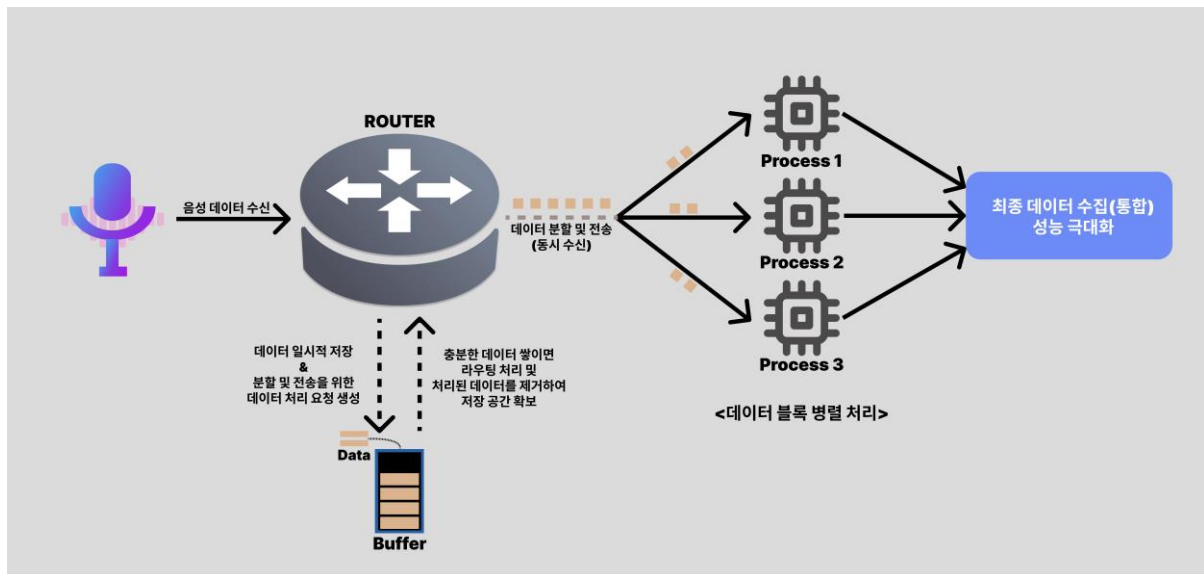 ROUTER
음성 데이터 수신
데이터 분할 및 전송
(동시 수신)
Process 1
Process 2
Process 3
최종 데이터 수집(통합)
성능 극대화
데이터 일시적 저장
&
분할 및 전송을 위한
데이터 처리 요청 생성
충분한 데이터 쌓이면
라우팅 처리 및
처리된 데이터를 제거하여
저장 공간 확보
<데이터 블록 병렬 처리>
Data
Buffer